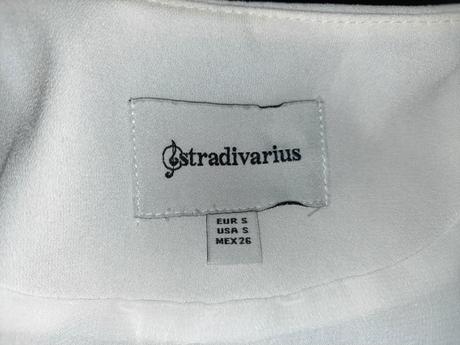 stradivarius
EUR S
USA S
MEX 26